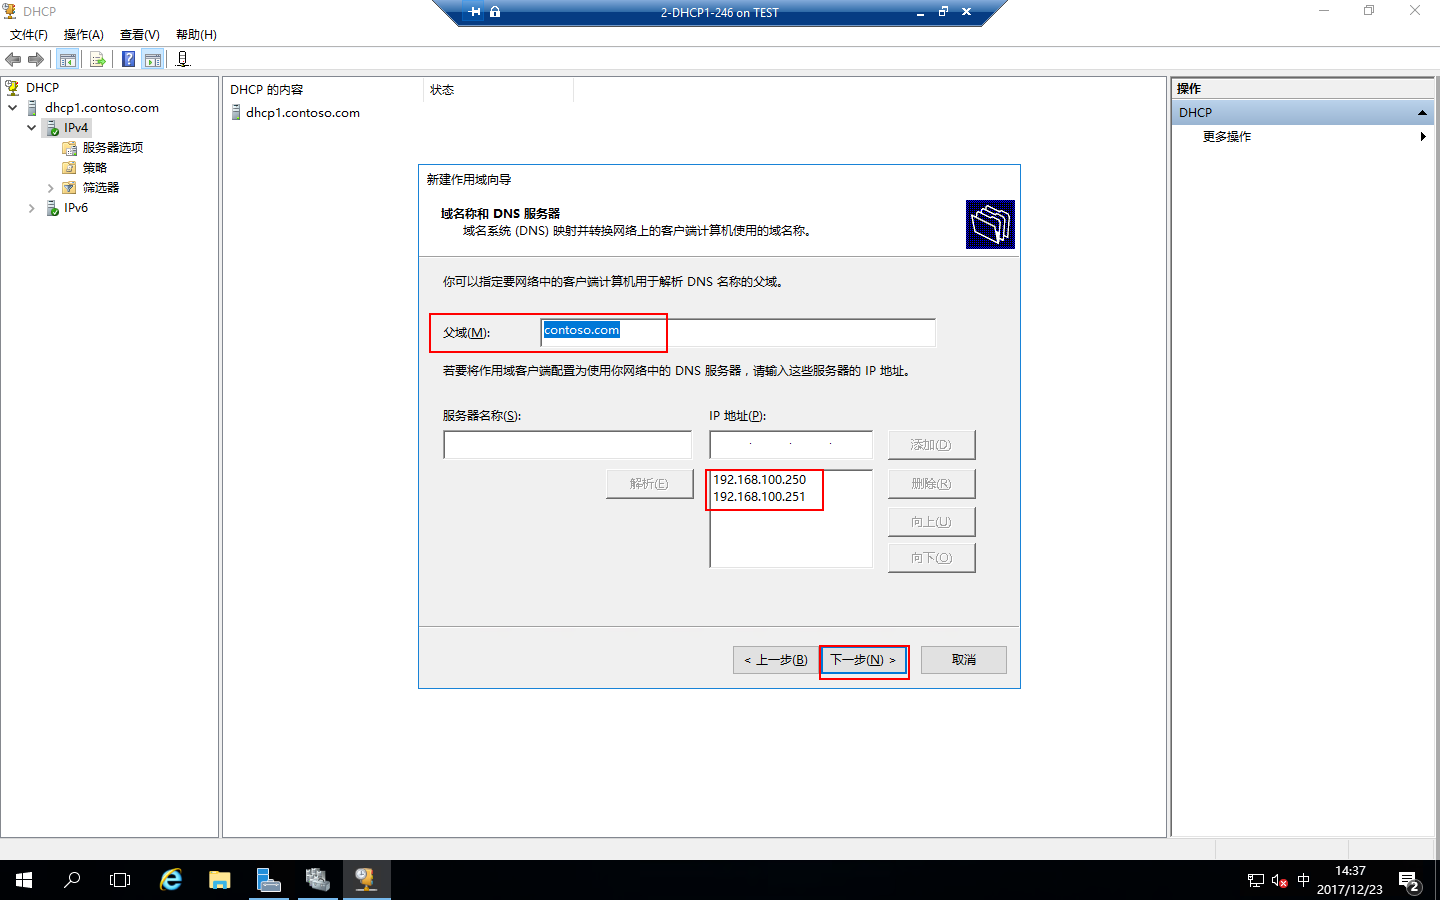 DHCP
2-DHCP1-246 on TEST
文件(F) 操作(A) 查看(V) 帮助(H)
DHCP
dhcp1.contoso.com
IPv4
服务器选项
策略
筛选器
IPv6
DHCP 的内容 状态
dhcp1.contoso.com
操作
DHCP
更多操作
新建作用域向导
域名称和 DNS 服务器
域名系统 (DNS) 映射并转换网络上的客户端计算机使用的域名称。
你可以指定要网络中的客户端计算机用于解析 DNS 名称的父域。
父域(M): contoso.com
若要将作用域客户端配置为使用你网络中的 DNS 服务器，请输入这些服务器的 IP 地址。
服务器名称(S): IP 地址(P):
添加(D)
解析(E) 192.168.100.250 删除(R)
192.168.100.251
向上(U)
向下(O)
< 上一步(B) 下一步(N) > 取消
中 14:37
2017/12/23 2